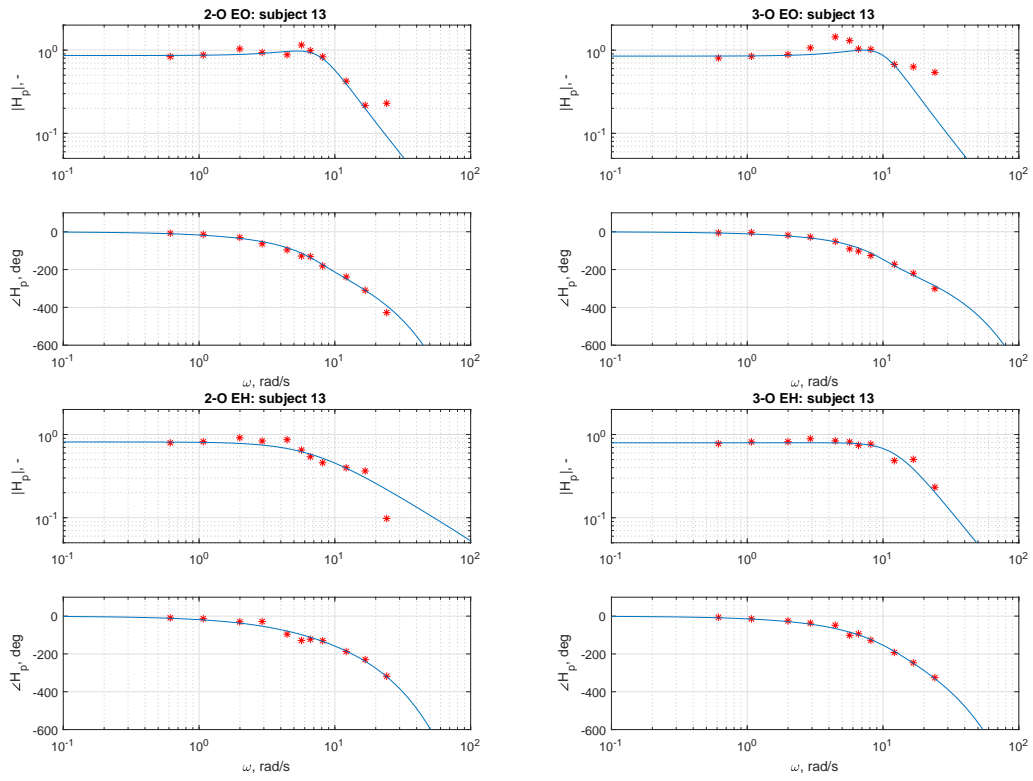 2-O EO: subject 13
10^0
10^-1
|H_p|, -
10^-1 10^0 10^1 10^2
0
-200
-400
-600
∠H_p, deg
10^-1 10^0 10^1 10^2
ω, rad/s
3-O EO: subject 13
10^0
10^-1
|H_p|, -
10^-1 10^0 10^1 10^2
0
-200
-400
-600
∠H_p, deg
10^-1 10^0 10^1 10^2
ω, rad/s
2-O EH: subject 13
10^0
10^-1
|H_p|, -
10^-1 10^0 10^1 10^2
0
-200
-400
-600
∠H_p, deg
10^-1 10^0 10^1 10^2
ω, rad/s
3-O EH: subject 13
10^0
10^-1
|H_p|, -
10^-1 10^0 10^1 10^2
0
-200
-400
-600
∠H_p, deg
10^-1 10^0 10^1 10^2
ω, rad/s